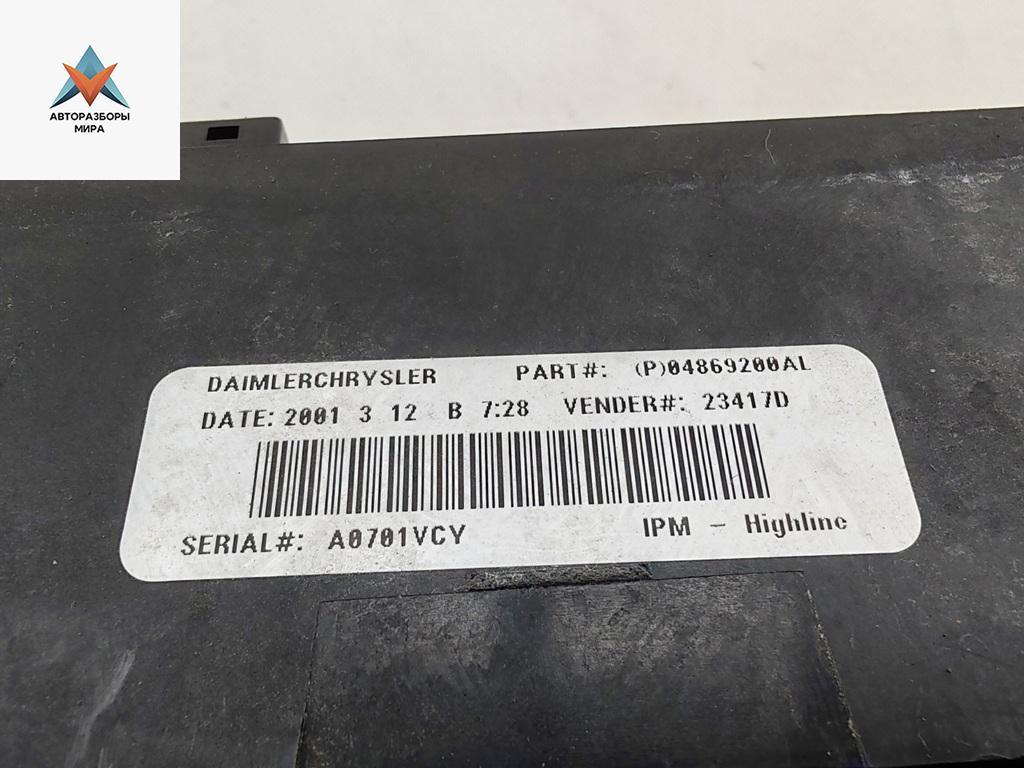 АВТОРАЗБОРЫ
МИРА
DAIMLERCHRYSLER PART#: (P)04869200AL
DATE: 2001 3 12 B 7:28 VENDER#: 23417D
SERIAL#: A0701VCY IPM - Highline